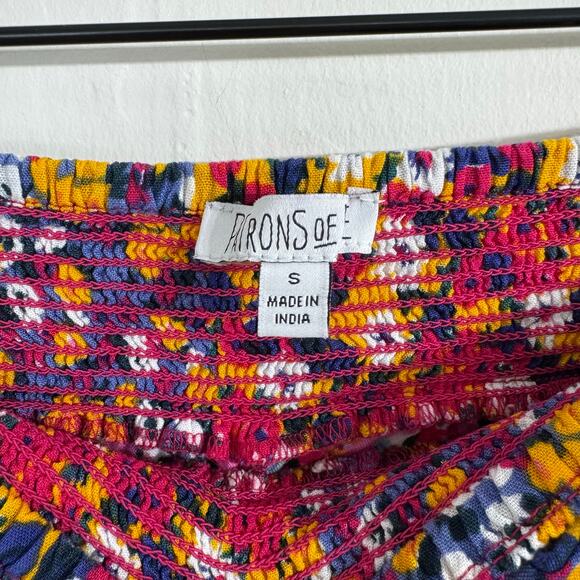 PATRONS OF
S
MADE IN
INDIA